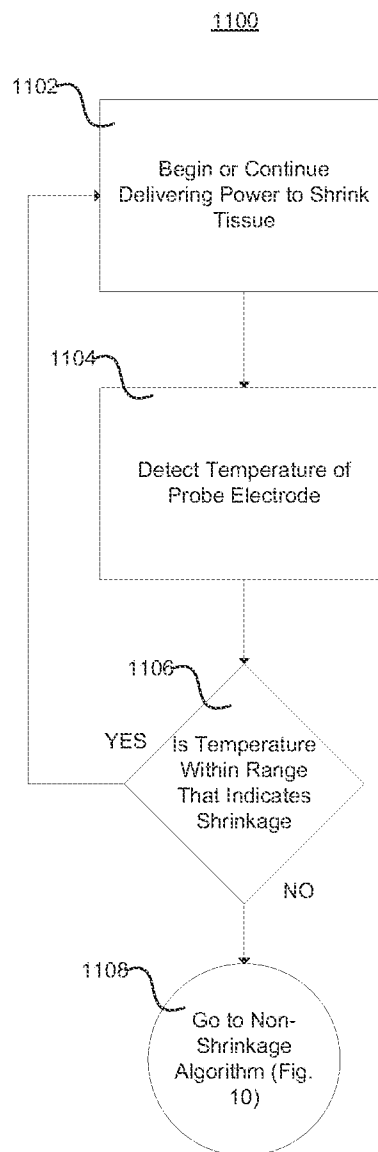 1100
1102
Begin or Continue
Delivering Power to Shrink
Tissue
1104
Detect Temperature of
Probe Electrode
1106
YES
Is Temperature
Within Range
That Indicates
Shrinkage
NO
1108
Go to Non-
Shrinkage
Algorithm (Fig.
10)